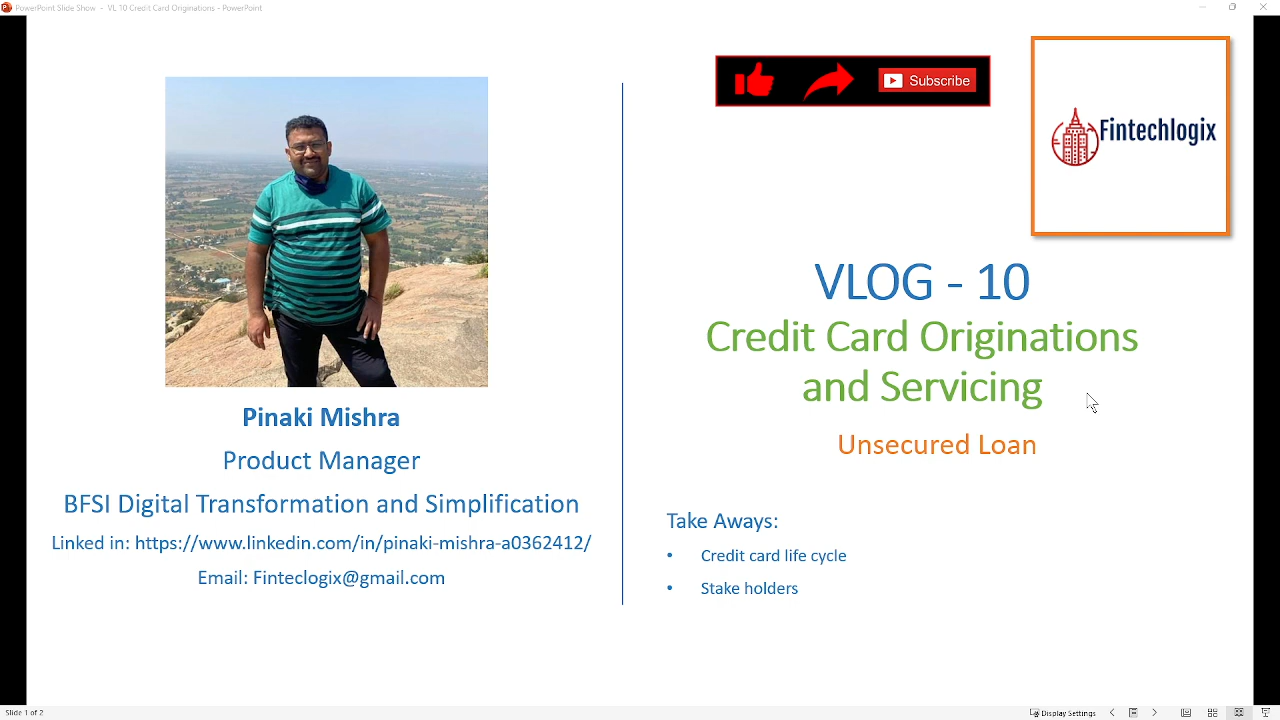 PowerPoint Slide Show - VL 10 Credit Card Originations - PowerPoint
Subscribe
Fintechlogix
Pinaki Mishra
Product Manager
BFSI Digital Transformation and Simplification
Linked in: https://www.linkedin.com/in/pinaki-mishra-a0362412/
Email: Finteclogix@gmail.com
VLOG - 10
Credit Card Originations
and Servicing
Unsecured Loan
Take Aways:
• Credit card life cycle
• Stake holders
Slide 1 of 2
Display Settings